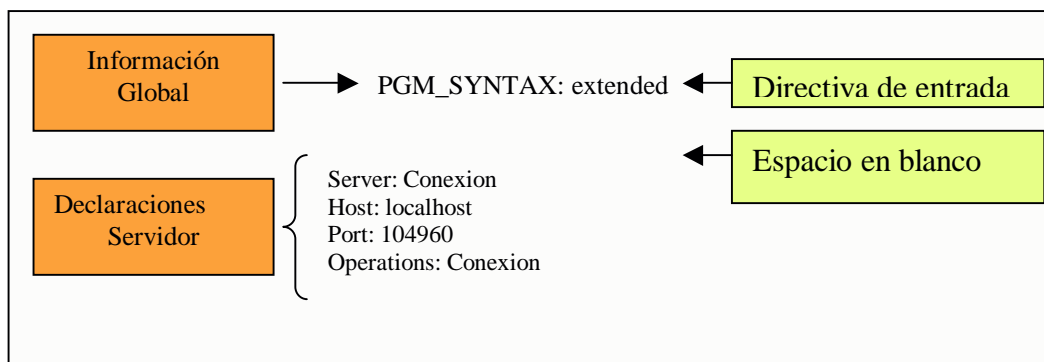 Información
Global
PGM_SYNTAX: extended
Directiva de entrada
Espacio en blanco
Declaraciones
Servidor
Server: Conexion
Host: localhost
Port: 104960
Operations: Conexion